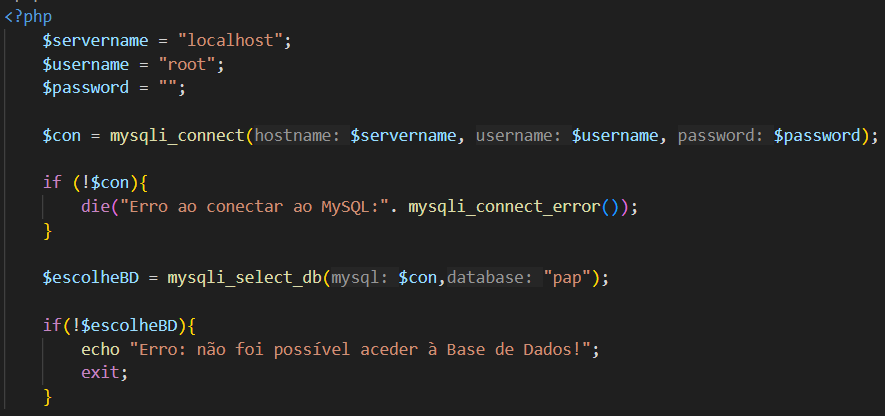 <?php
$servername = "localhost";
$username = "root";
$password = "";
$con = mysqli_connect(hostname: $servername, username: $username, password: $password);
if (!$con){
die("Erro ao conectar ao MySQL:". mysqli_connect_error());
}
$escolheBD = mysqli_select_db(mysql: $con,database: "pap");
if(!$escolheBD){
echo "Erro: não foi possível aceder à Base de Dados!";
exit;
}